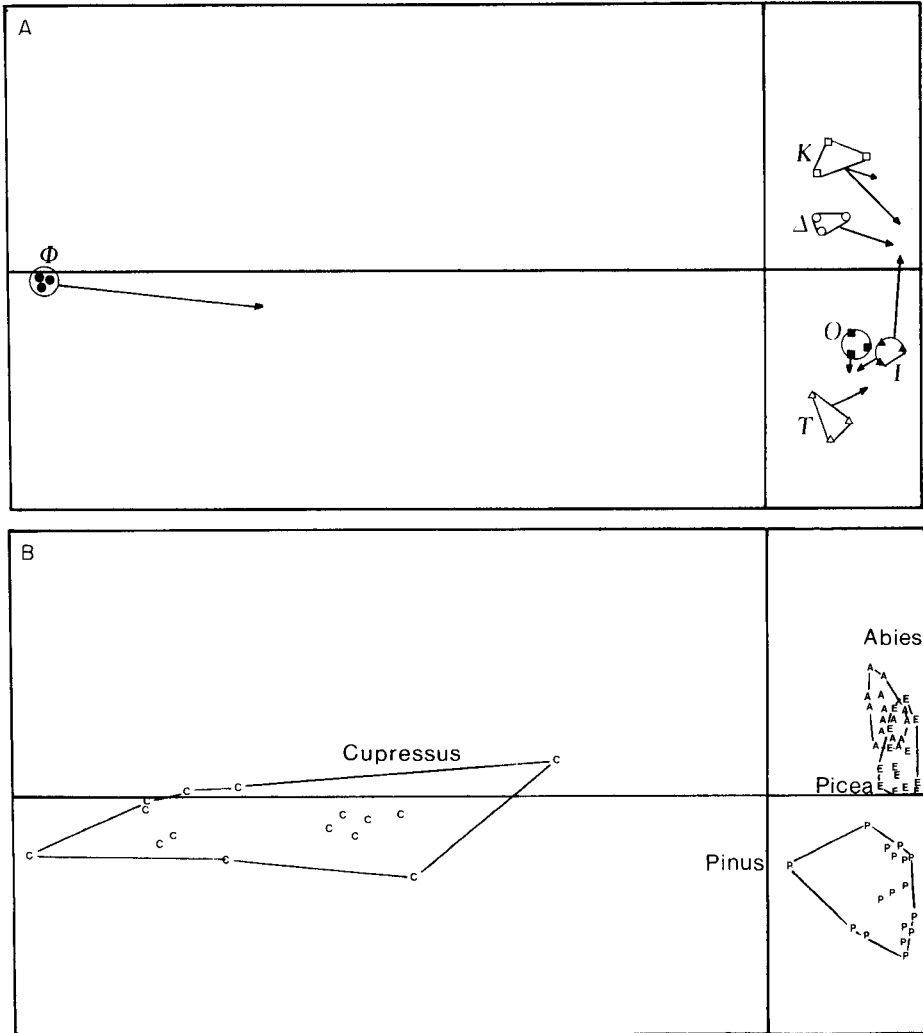 A
K
Δ
Φ
O
I
T
B
Abies
A A
E
A A A E
A A E A
A E A A E
A E A E
A A A
A E A A E
E E
E E
E E E E
Picea
Cupressus
C
C C
C
C
C C C
C C
C C C
C C
C
Pinus
P
P P
P P P P
P
P P P
P
P P
P P P
P
P